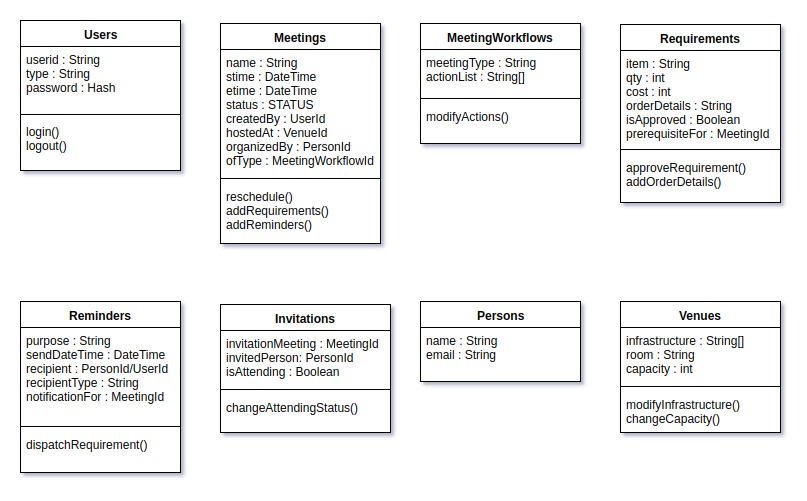 Users
userid : String
type : String
password : Hash
login()
logout()
Meetings
name : String
stime : DateTime
etime : DateTime
status : STATUS
createdBy : UserId
hostedAt : VenueId
organizedBy : PersonId
ofType : MeetingWorkflowId
reschedule()
addRequirements()
addReminders()
MeetingWorkflows
meetingType : String
actionList : String[]
modifyActions()
Requirements
item : String
qty : int
cost : int
orderDetails : String
isApproved : Boolean
prerequisiteFor : MeetingId
approveRequirement()
addOrderDetails()
Reminders
purpose : String
sendDateTime : DateTime
recipient : PersonId/UserId
recipientType : String
notificationFor : MeetingId
dispatchRequirement()
Invitations
invitationMeeting : MeetingId
invitedPerson: PersonId
isAttending : Boolean
changeAttendingStatus()
Persons
name : String
email : String
Venues
infrastructure : String[]
room : String
capacity : int
modifyInfrastructure()
changeCapacity()